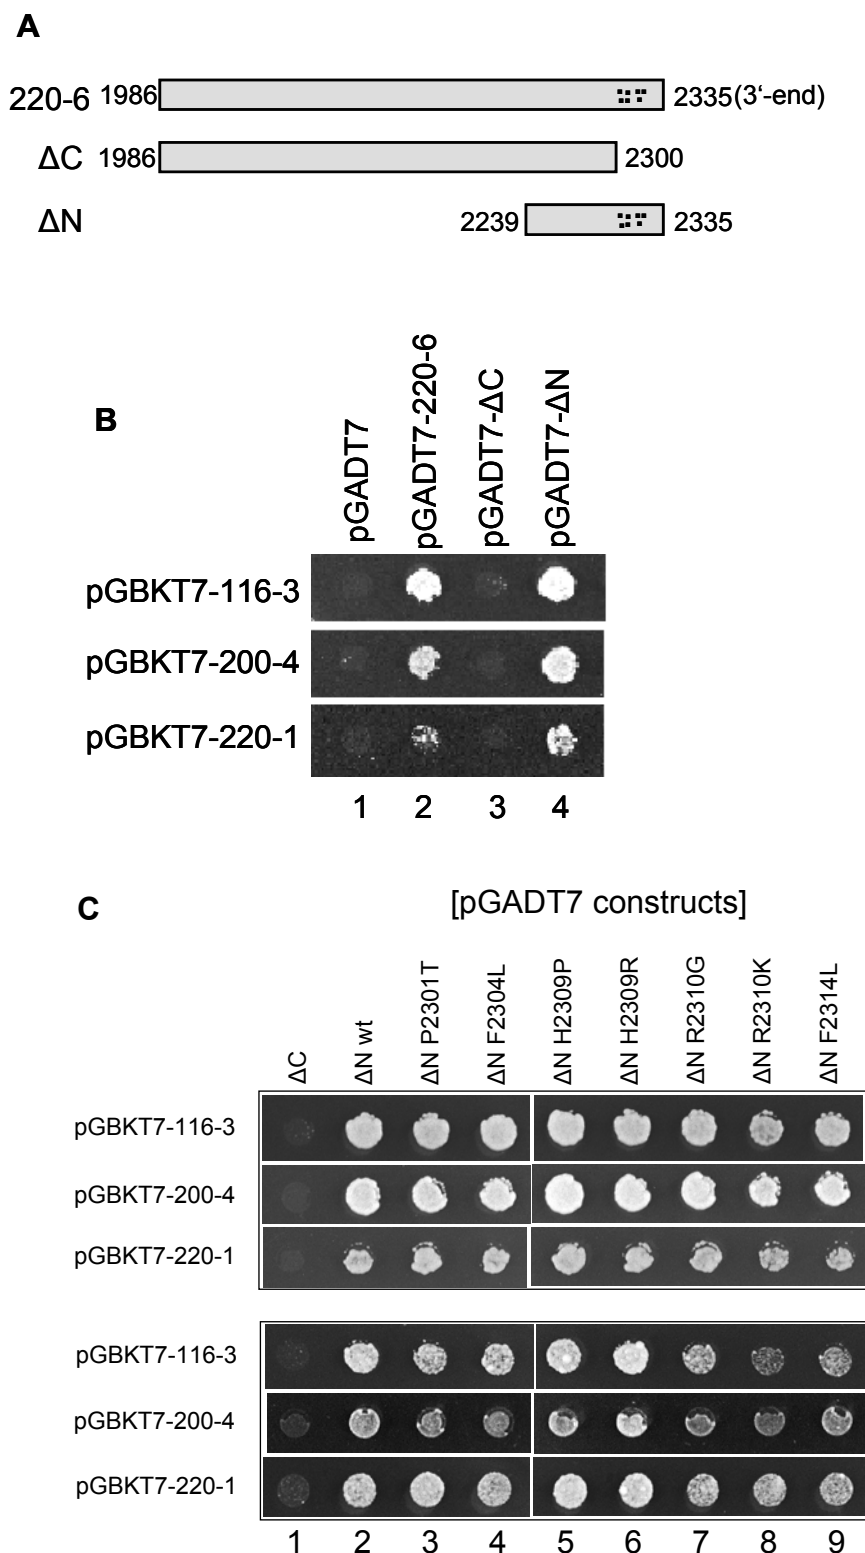 A
220-6 1986 2335(3‘-end)
ΔC 1986 2300
ΔN 2239 2335
B
pGADT7
pGADT7-220-6
pGADT7-ΔC
pGADT7-ΔN
pGBKT7-116-3
pGBKT7-200-4
pGBKT7-220-1
1 2 3 4
C
[pGADT7 constructs]
ΔC
ΔN wt
ΔN P2301T
ΔN F2304L
ΔN H2309P
ΔN H2309R
ΔN R2310G
ΔN R2310K
ΔN F2314L
pGBKT7-116-3
pGBKT7-200-4
pGBKT7-220-1
pGBKT7-116-3
pGBKT7-200-4
pGBKT7-220-1
1 2 3 4 5 6 7 8 9